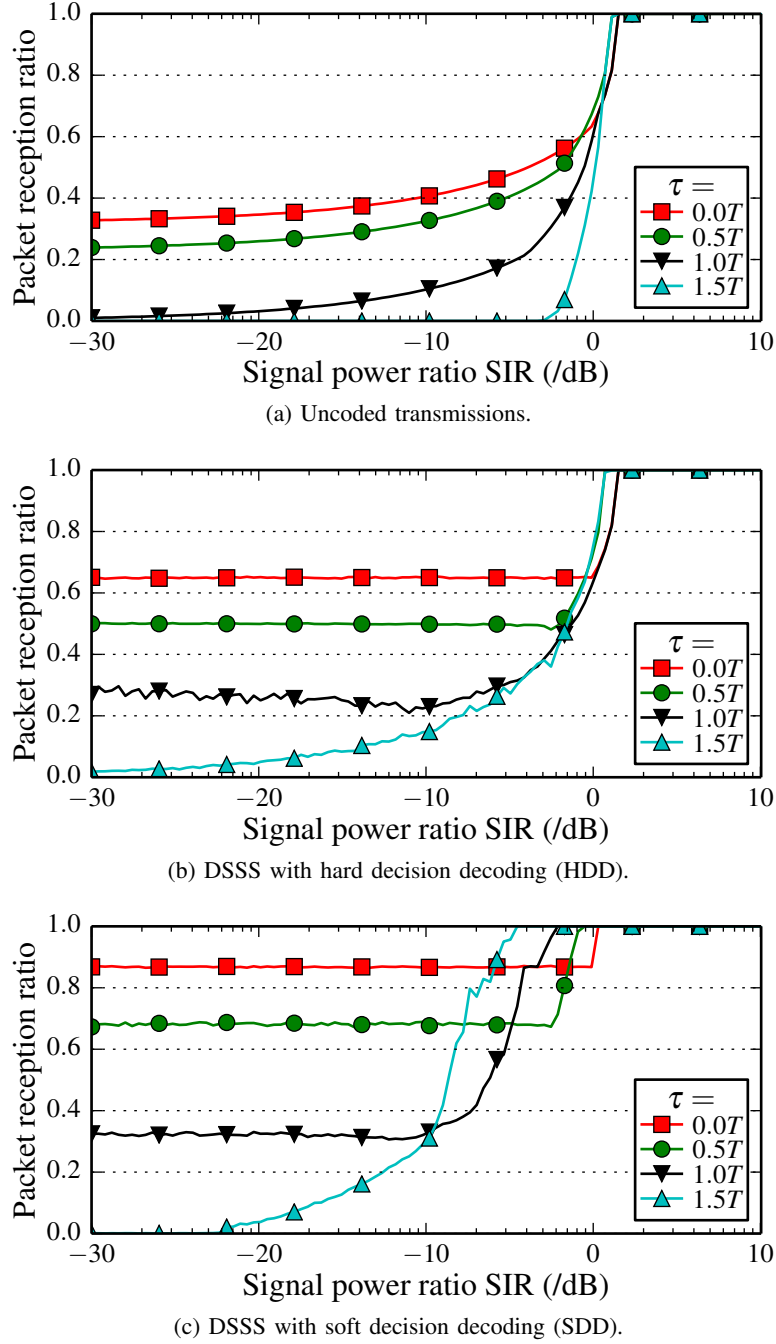 1.0
0.8
0.6
0.4
0.2
0.0
Packet reception ratio
−30
−20
−10
0
10
Signal power ratio SIR (/dB)
τ =
0.0T
0.5T
1.0T
1.5T
(a) Uncoded transmissions.
1.0
0.8
0.6
0.4
0.2
0.0
Packet reception ratio
−30
−20
−10
0
10
Signal power ratio SIR (/dB)
τ =
0.0T
0.5T
1.0T
1.5T
(b) DSSS with hard decision decoding (HDD).
1.0
0.8
0.6
0.4
0.2
0.0
Packet reception ratio
−30
−20
−10
0
10
Signal power ratio SIR (/dB)
τ =
0.0T
0.5T
1.0T
1.5T
(c) DSSS with soft decision decoding (SDD).